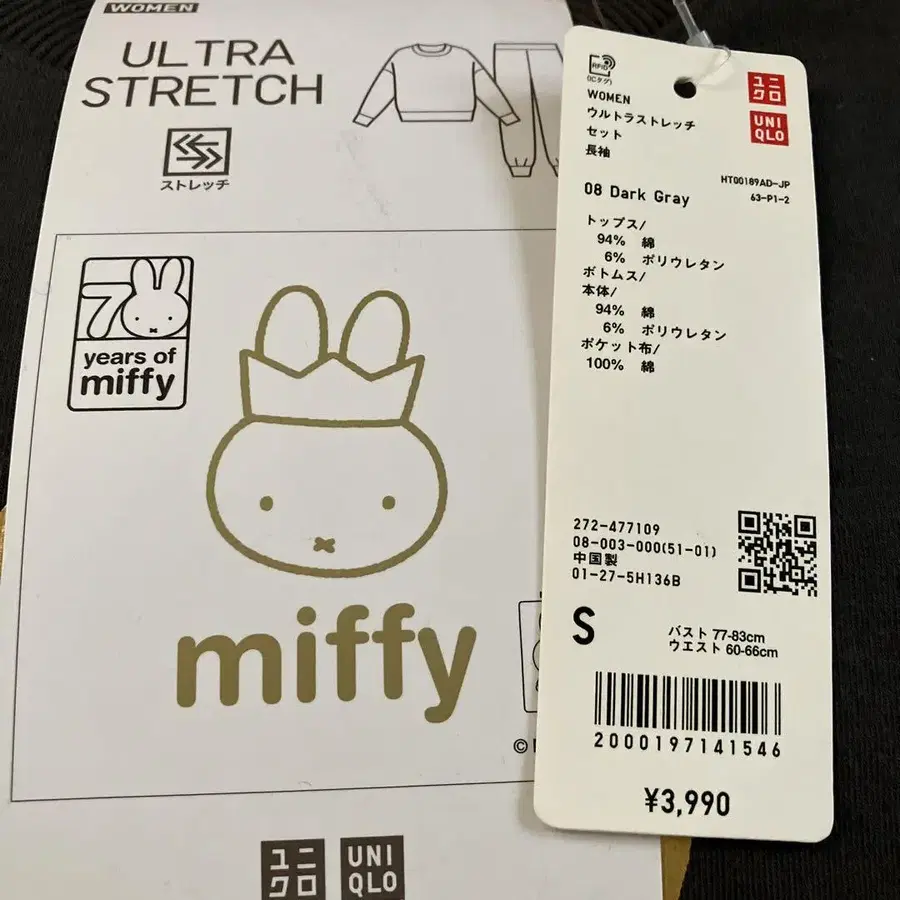 WOMEN
ULTRA
STRETCH
ストレッチ
70
years of
miffy
miffy
©
ユニ
クロ
UNI
QLO
RFID
(ICタグ)
ユニ
クロ
UNI
QLO
WOMEN
ウルトラストレッチ
セット
長袖
HT00189AD-JP
63-P1-2
08 Dark Gray
トップス/
94% 綿
6% ポリウレタン
ボトムス/
本体/
94% 綿
6% ポリウレタン
ポケット布/
100% 綿
272-477109
08-003-000(51-01)
中国製
01-27-5H136B
S
バスト 77-83cm
ウエスト 60-66cm
2000197141546
¥3,990